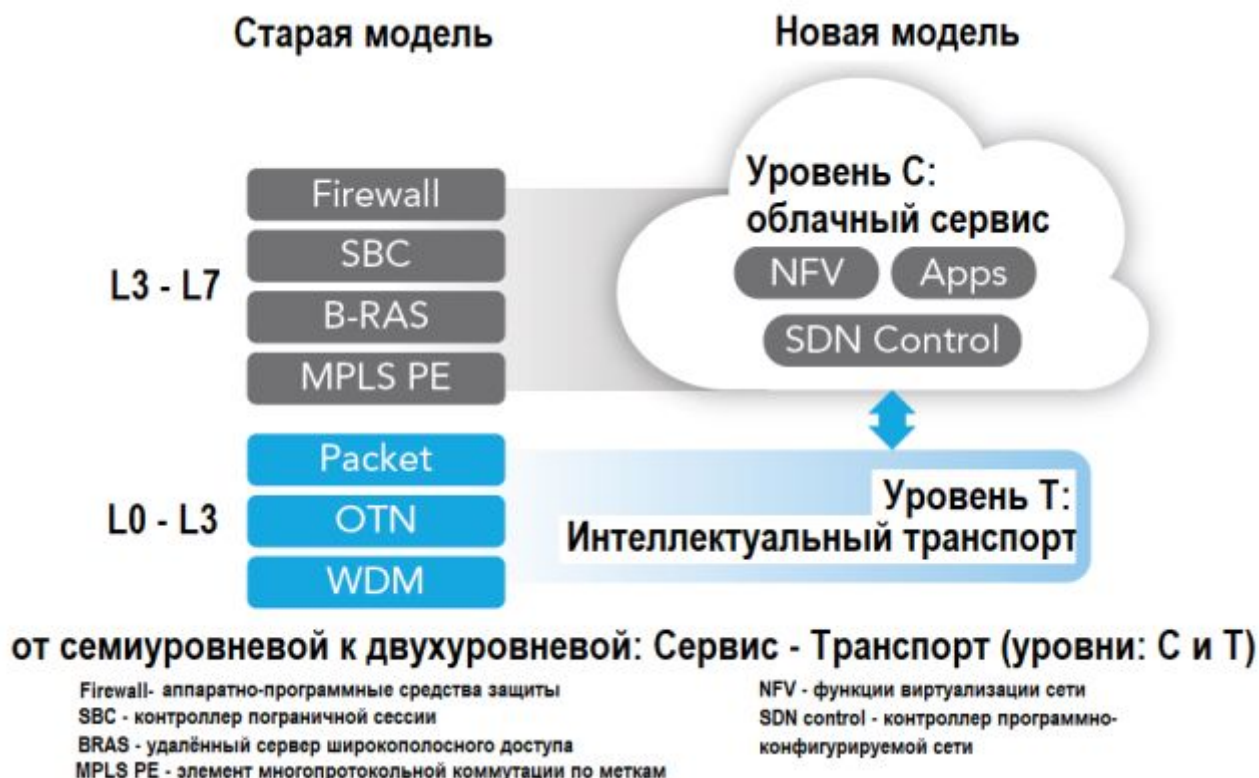 Старая модель
Новая модель
L3 - L7
Firewall
SBC
B-RAS
MPLS PE
Уровень С:
облачный сервис
NFV
Apps
SDN Control
L0 - L3
Packet
OTN
WDM
Уровень Т:
Интеллектуальный транспорт
от семиуровневой к двухуровневой: Сервис - Транспорт (уровни: С и Т)
Firewall- аппаратно-программные средства защиты
SBC - контроллер пограничной сессии
BRAS - удалённый сервер широкополосного доступа
MPLS PE - элемент многопротокольной коммутации по меткам
NFV - функции виртуализации сети
SDN control - контроллер программно-
конфигурируемой сети